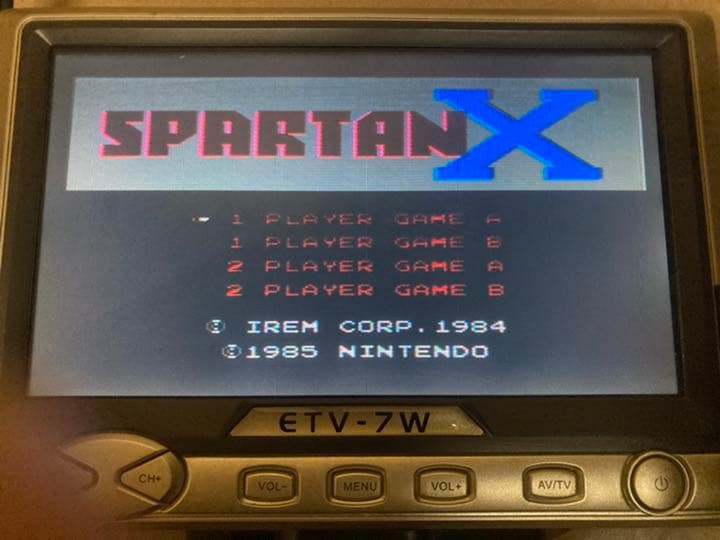 SPARTAN X
1 PLAYER GAME A
1 PLAYER GAME B
2 PLAYER GAME A
2 PLAYER GAME B
© IREM CORP. 1984
©1985 NINTENDO
ETV-7W
CH+ VOL- MENU VOL+ AV/TV